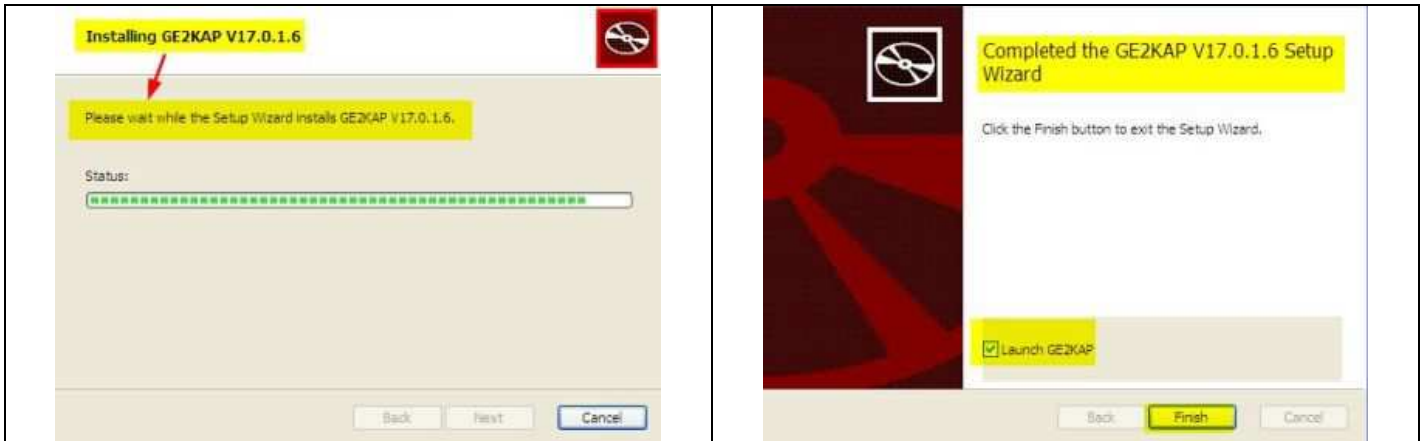 Installing GE2KAP V17.0.1.6
Please wait while the Setup Wizard installs GE2KAP V17.0.1.6.
Status:
Back Next Cancel
Completed the GE2KAP V17.0.1.6 Setup
Wizard
Click the Finish button to exit the Setup Wizard.
Launch GE2KAP
Back Finish Cancel